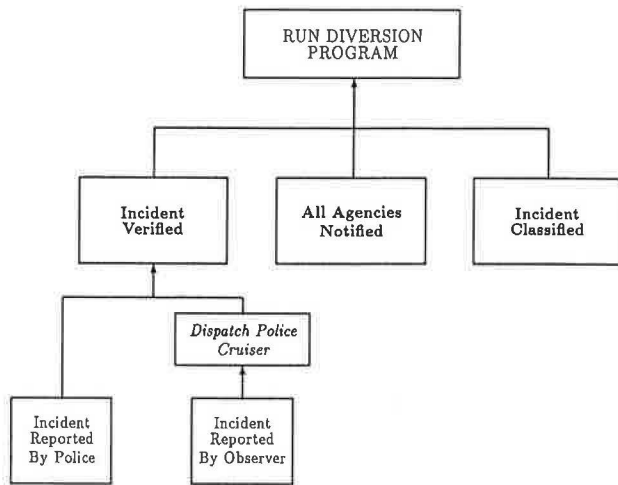 RUN DIVERSION
PROGRAM
Incident
Verified
All Agencies
Notified
Incident
Classified
Dispatch Police
Cruiser
Incident
Reported
By Police
Incident
Reported
By Observer